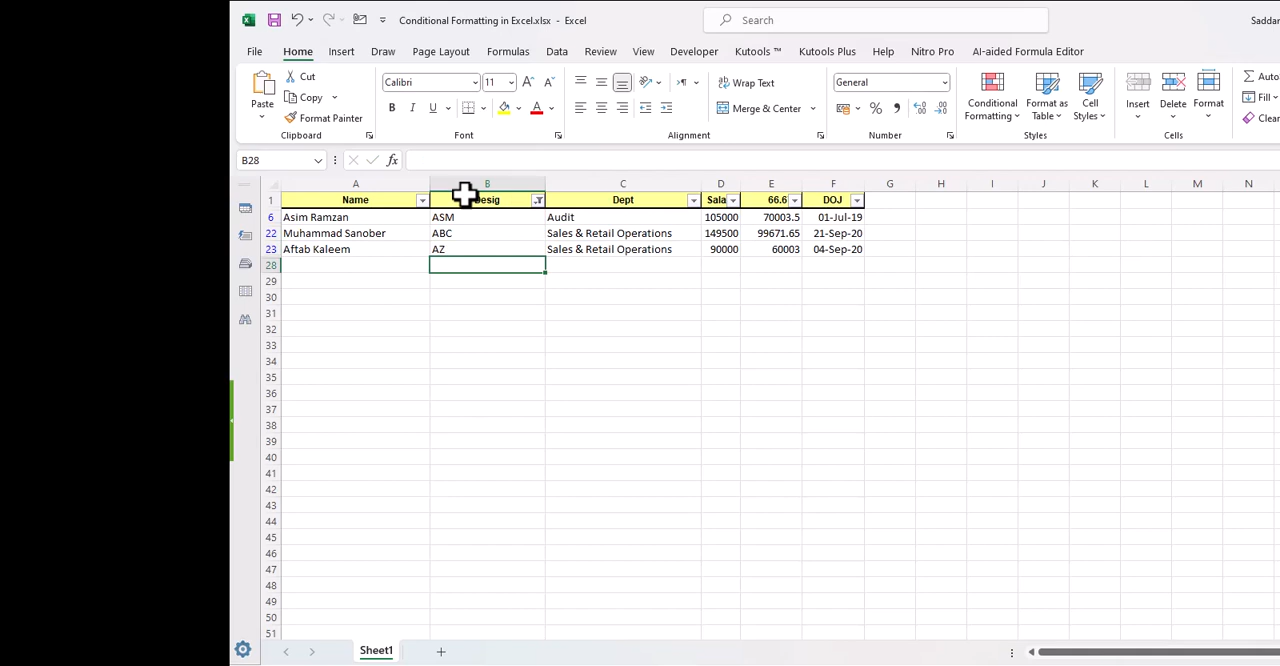 Conditional Formatting in Excel.xlsx - Excel
Search
Saddar
File Home Insert Draw Page Layout Formulas Data Review View Developer Kutools ™ Kutools Plus Help Nitro Pro AI-aided Formula Editor
Paste
Cut
Copy
Format Painter
Calibri 11
B I U
A
Wrap Text
Merge & Center
General
Conditional Formatting
Format as Table
Cell Styles
Insert
Delete
Format
Auto
Fill
Clear
Clipboard Font Alignment Number Styles Cells
B28 fx
A B C D E F G H I J K L M N
1 Name Desig Dept Sala 66.6 DOJ
6 Asim Ramzan ASM Audit 105000 70003.5 01-Jul-19
22 Muhammad Sanober ABC Sales & Retail Operations 149500 99671.65 21-Sep-20
23 Aftab Kaleem AZ Sales & Retail Operations 90000 60003 04-Sep-20
28
29
30
31
32
33
34
35
36
37
38
39
40
41
42
43
44
45
46
47
48
49
50
51
Sheet1